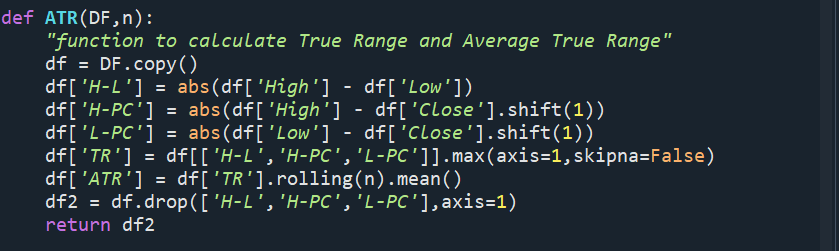 def ATR(DF,n):
    "function to calculate True Range and Average True Range"
    df = DF.copy()
    df['H-L'] = abs(df['High'] - df['Low'])
    df['H-PC'] = abs(df['High'] - df['Close'].shift(1))
    df['L-PC'] = abs(df['Low'] - df['Close'].shift(1))
    df['TR'] = df[['H-L','H-PC','L-PC']].max(axis=1,skipna=False)
    df['ATR'] = df['TR'].rolling(n).mean()
    df2 = df.drop(['H-L','H-PC','L-PC'],axis=1)
    return df2